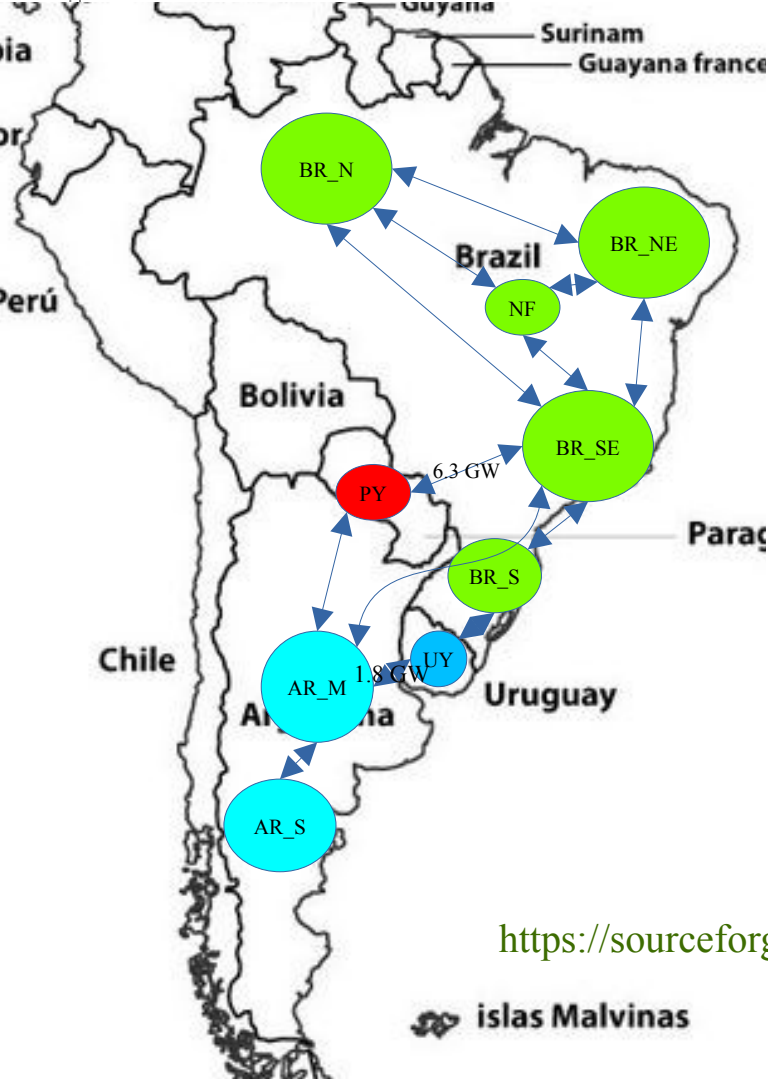 Guyana
Surinam
bia
Guayana france
or
BR_N
BR_NE
Brazil
Perú
NF
Bolivia
BR_SE
6.3 GW
PY
Parag
BR_S
Chile
UY
1.8 GW
AR_M
Uruguay
AR_S
https://sourceforg
islas Malvinas